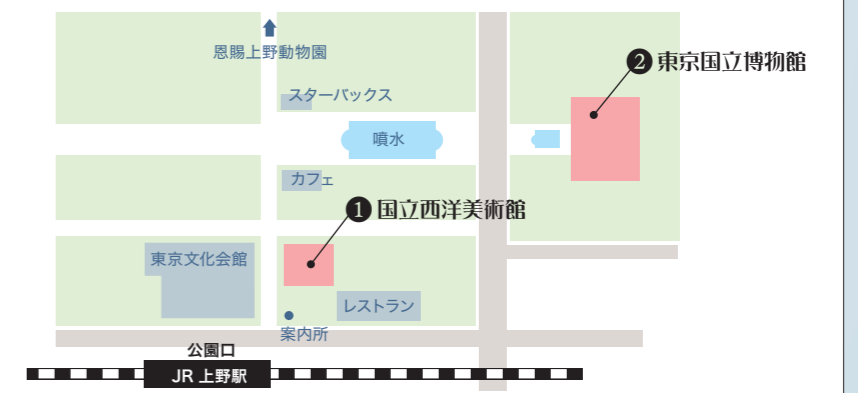 恩賜上野動物園
❷ 東京国立博物館
スターバックス
噴水
カフェ
❶ 国立西洋美術館
東京文化会館
レストラン
案内所
公園口
JR 上野駅